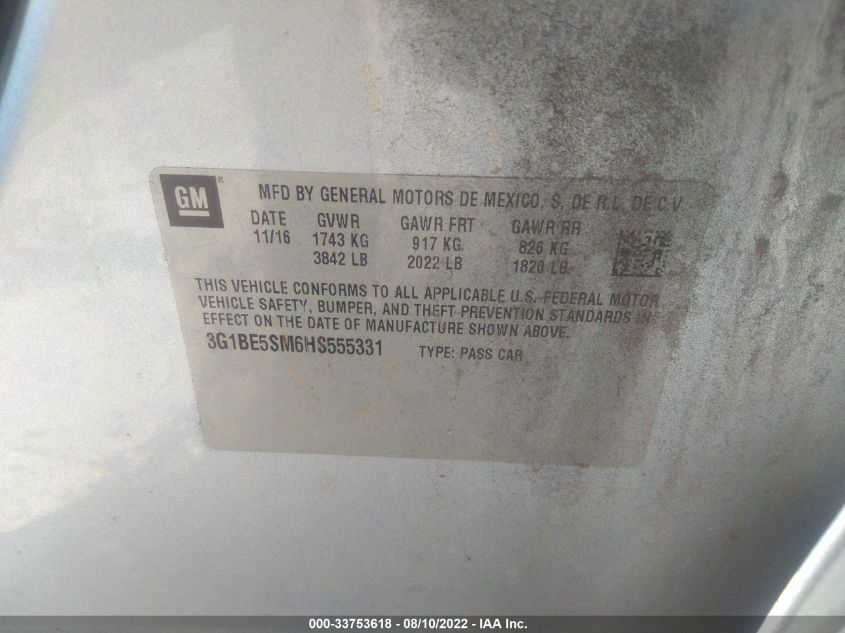 GM
MFD BY GENERAL MOTORS DE MEXICO, S. DE R.L. DE C.V.
DATE GVWR GAWR FRT GAWR RR
11/16 1743 KG 917 KG 826 KG
3842 LB 2022 LB 1820 LB
THIS VEHICLE CONFORMS TO ALL APPLICABLE U.S. FEDERAL MOTOR
VEHICLE SAFETY, BUMPER, AND THEFT PREVENTION STANDARDS IN
EFFECT ON THE DATE OF MANUFACTURE SHOWN ABOVE.
3G1BE5SM6HS555331 TYPE: PASS CAR
000-33753618 - 08/10/2022 - IAA Inc.